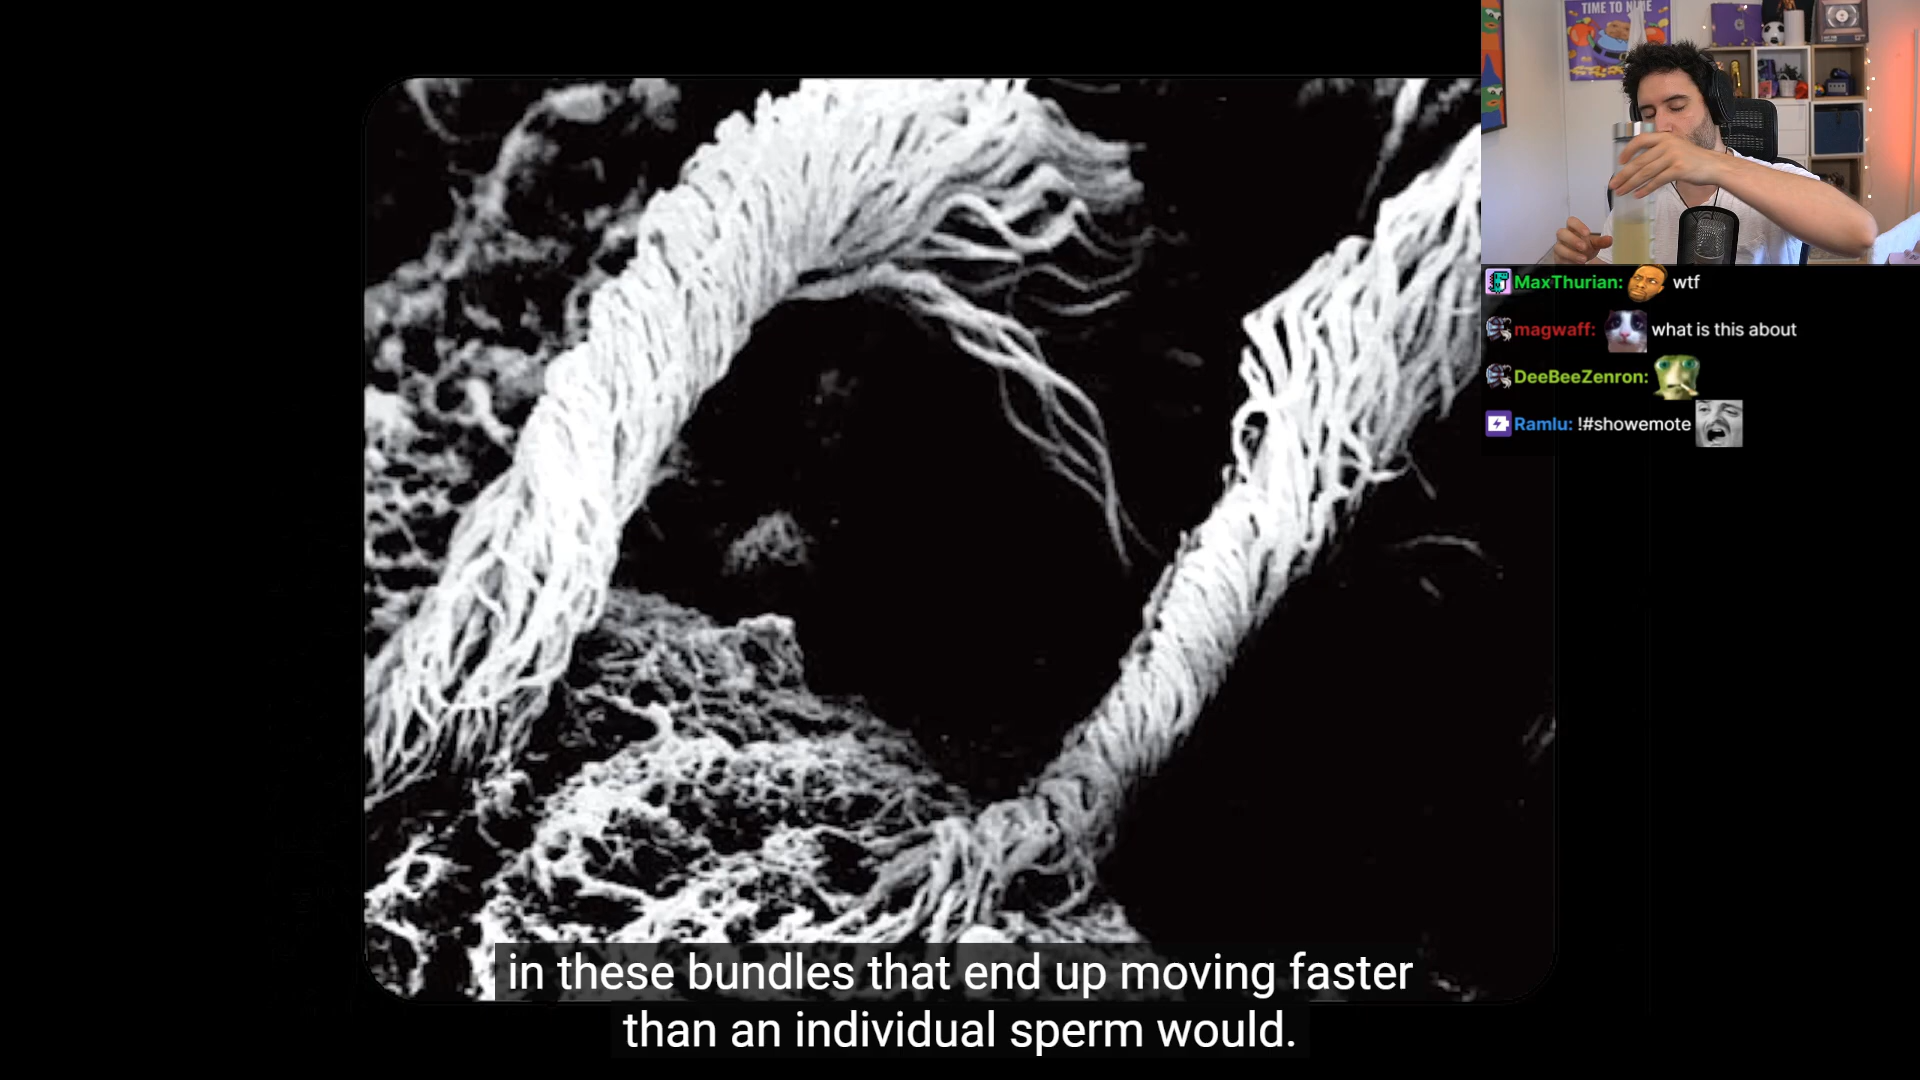 TIME TO NINE
MaxThurian: wtf
magwaff: what is this about
DeeBeeZenron:
Ramlu: !#showemote
in these bundles that end up moving faster
than an individual sperm would.